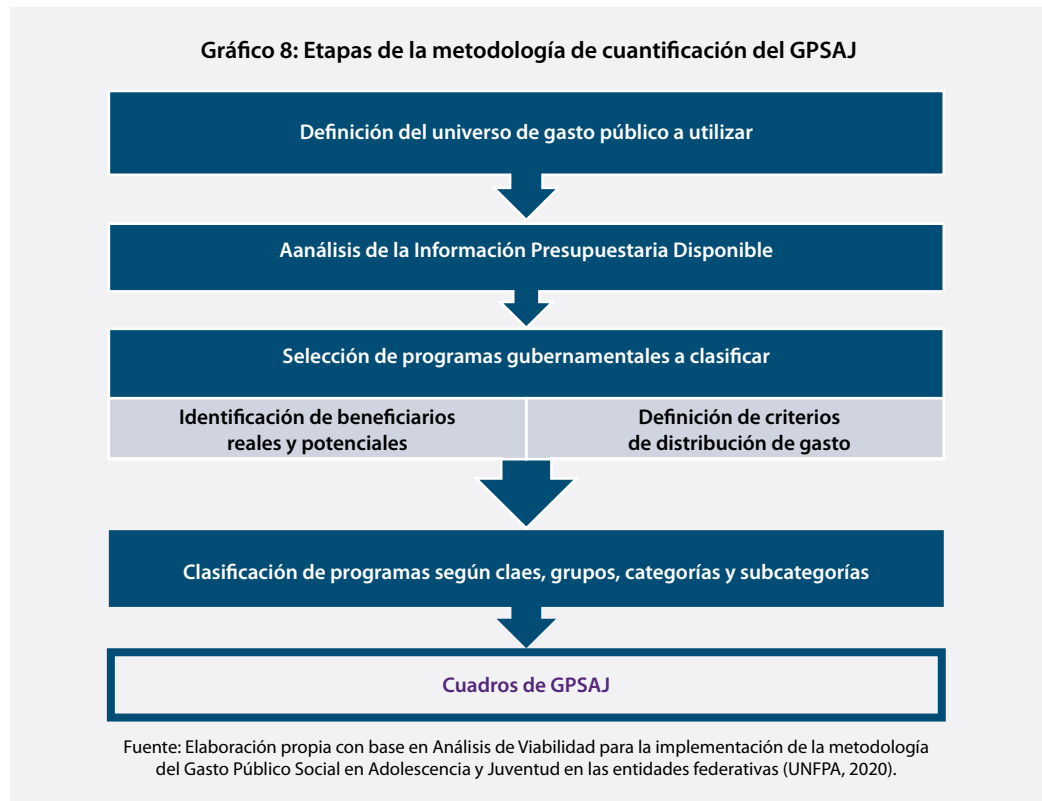 Gráfico 8: Etapas de la metodología de cuantificación del GPSAJ
Definición del universo de gasto público a utilizar
Aanálisis de la Información Presupuestaria Disponible
Selección de programas gubernamentales a clasificar
Identificación de beneficiarios
reales y potenciales
Definición de criterios
de distribución de gasto
Clasificación de programas según claes, grupos, categorías y subcategorías
Cuadros de GPSAJ
Fuente: Elaboración propia con base en Análisis de Viabilidad para la implementación de la metodología
del Gasto Público Social en Adolescencia y Juventud en las entidades federativas (UNFPA, 2020).